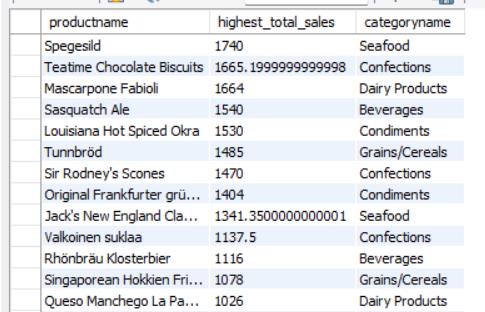 productname highest_total_sales categoryname
Spegesild 1740 Seafood
Teatime Chocolate Biscuits 1665.1999999999998 Confections
Mascarpone Fabioli 1664 Dairy Products
Sasquatch Ale 1540 Beverages
Louisiana Hot Spiced Okra 1530 Condiments
Tunnbröd 1485 Grains/Cereals
Sir Rodney's Scones 1470 Confections
Original Frankfurter grü... 1404 Condiments
Jack's New England Cla... 1341.3500000000001 Seafood
Valkoinen suklaa 1137.5 Confections
Rhönbräu Klosterbier 1116 Beverages
Singaporean Hokkien Fri... 1078 Grains/Cereals
Queso Manchego La Pa... 1026 Dairy Products